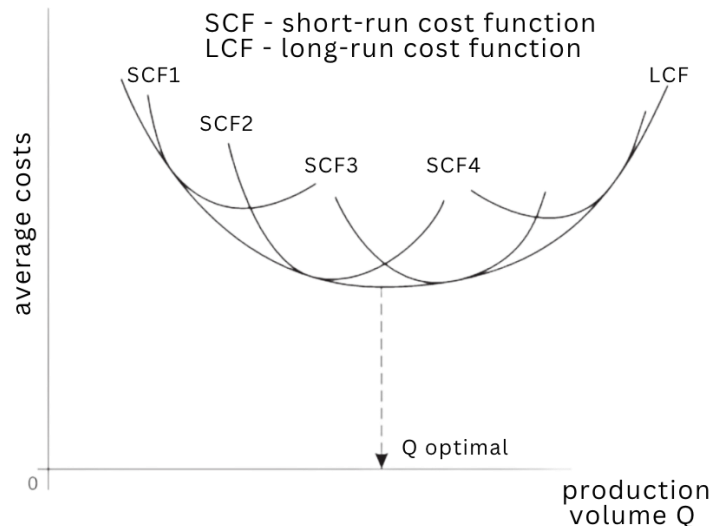 SCF - short-run cost function
LCF - long-run cost function
SCF1
LCF
SCF2
SCF3
SCF4
average costs
Q optimal
0
production
volume Q